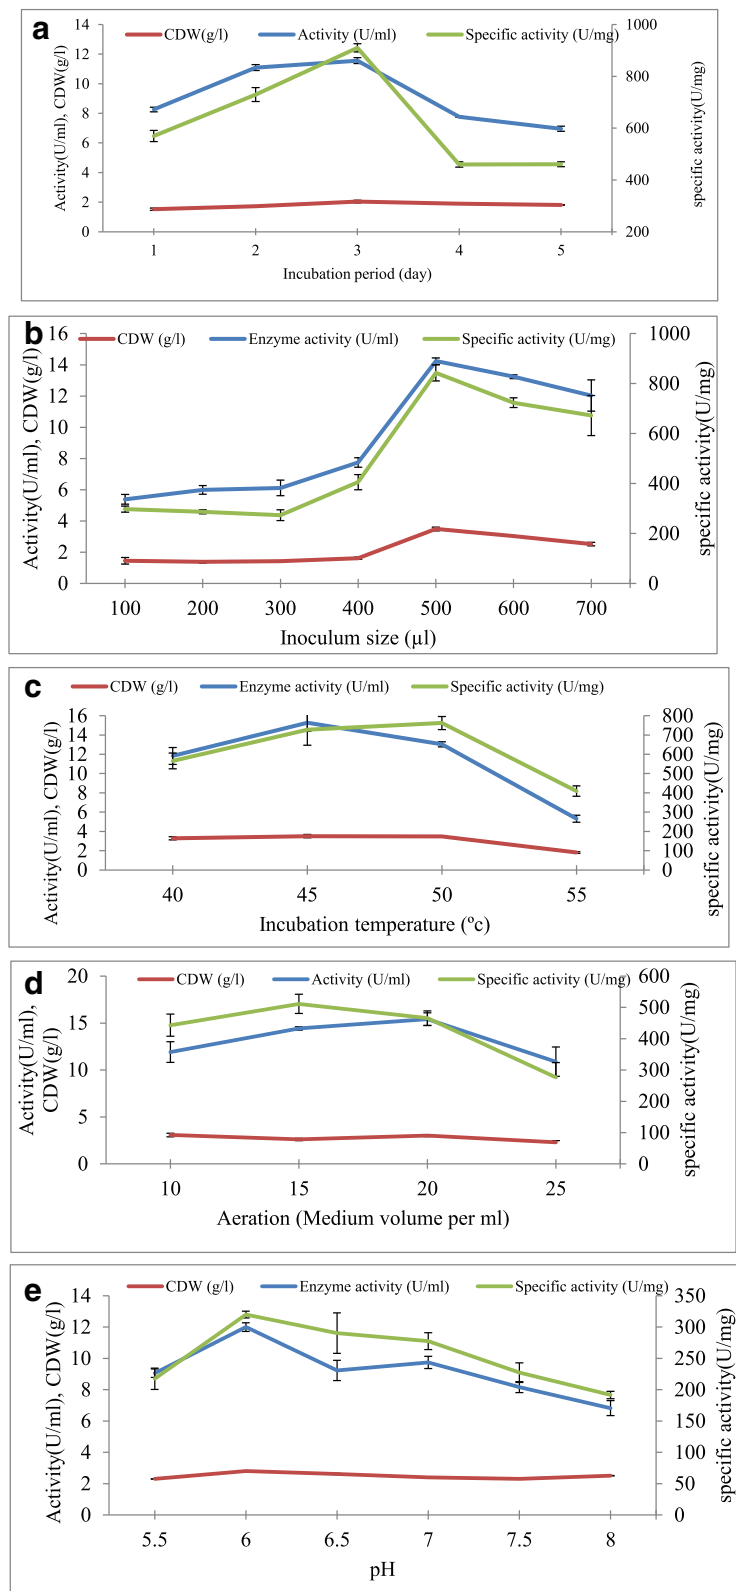 a
CDW(g/l) Activity (U/ml) Specific activity (U/mg)
14 1000
12
10 800
8
6 600
4 400
2
0 200
Activity(U/ml), CDW(g/l)
specific activity(U/mg)
1 2 3 4 5
Incubation period (day)
b
CDW (g/l) Enzyme activity (U/ml) Specific activity (U/mg)
16 1000
14
12 800
10
8 600
6 400
4
2 200
0 0
Activity(U/ml), CDW(g/l)
specific activity(U/mg)
100 200 300 400 500 600 700
Inoculum size (µl)
c
CDW (g/l) Enzyme activity (U/ml) Specific activity (U/mg)
16 800
14 700
12 600
10 500
8 400
6 300
4 200
2 100
0 0
Activity(U/ml), CDW(g/l)
specific activity(U/mg)
40 45 50 55
Incubation temperature (ºc)
d
CDW (g/l) Activity (U/ml) Specific activity (U/mg)
20 600
15 500
400
10 300
5 200
100
0 0
Activity(U/ml),
CDW(g/l)
specific activity(U/mg)
10 15 20 25
Aeration (Medium volume per ml)
e
CDW (g/l) Enzyme activity (U/ml) Specific activity (U/mg)
14 350
12 300
10 250
8 200
6 150
4 100
2 50
0 0
Activity(U/ml), CDW(g/l)
specific activity(U/mg)
5.5 6 6.5 7 7.5 8
pH